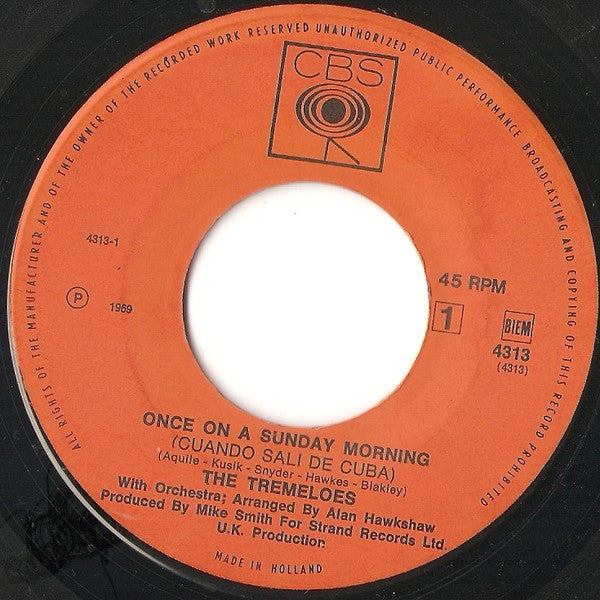 ALL RIGHTS OF THE MANUFACTURER AND OF THE OWNER OF THE RECORDED WORK RESERVED UNAUTHORIZED PUBLIC PERFORMANCE BROADCASTING AND COPYING OF THIS RECORD PROHIBITED
CBS
4313-1
45 RPM
P 1969
1
BIEM
4313
(4313)
ONCE ON A SUNDAY MORNING
(CUANDO SALI DE CUBA)
(Aquile - Kusik - Snyder - Hawkes - Blakley)
THE TREMELOES
With Orchestra; Arranged By Alan Hawkshaw
Produced By Mike Smith For Strand Records Ltd.
U.K. Production.
MADE IN HOLLAND